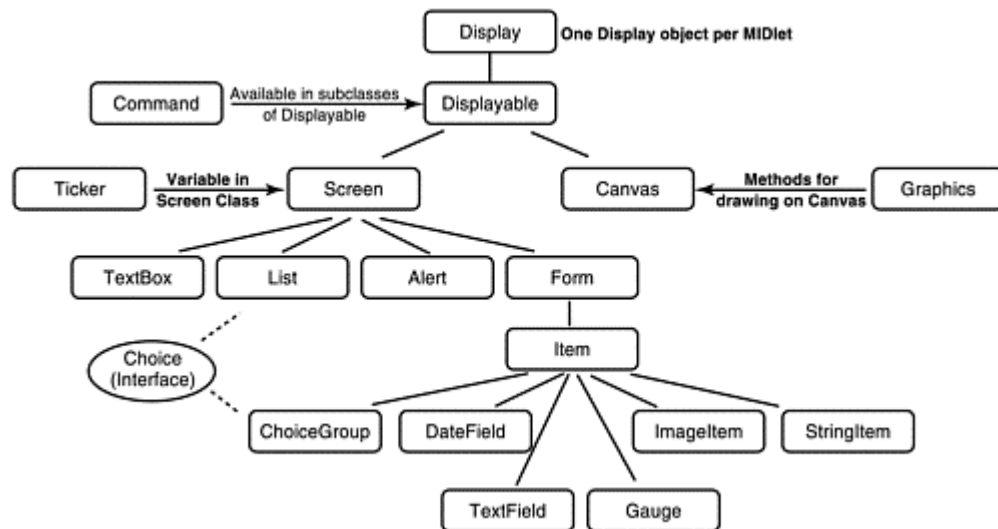 Display
One Display object per MIDlet
Command
Available in subclasses
of Displayable
Displayable
Ticker
Variable in
Screen Class
Screen
Canvas
Methods for
drawing on Canvas
Graphics
TextBox
List
Alert
Form
Choice
(Interface)
Item
ChoiceGroup
DateField
ImageItem
StringItem
TextField
Gauge